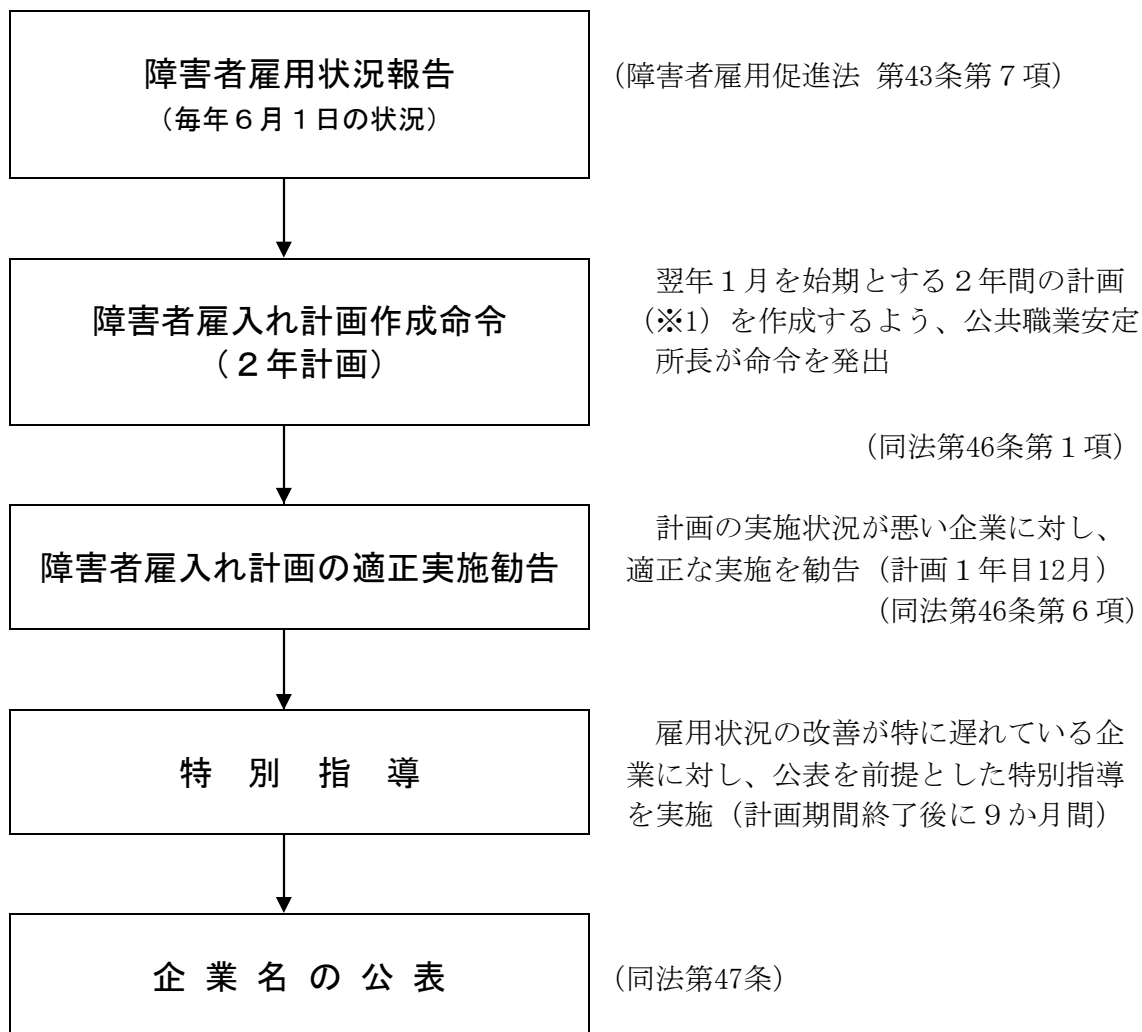 障害者雇用状況報告
（毎年６月１日の状況）
（障害者雇用促進法 第43条第７項）
障害者雇入れ計画作成命令
（２年計画）
翌年１月を始期とする２年間の計画
（※1）を作成するよう、公共職業安定
所長が命令を発出
（同法第46条第１項）
障害者雇入れ計画の適正実施勧告
計画の実施状況が悪い企業に対し、
適正な実施を勧告（計画１年目12月）
（同法第46条第６項）
特 別 指 導
雇用状況の改善が特に遅れている企
業に対し、公表を前提とした特別指導
を実施（計画期間終了後に９か月間）
企 業 名 の 公 表
（同法第47条）